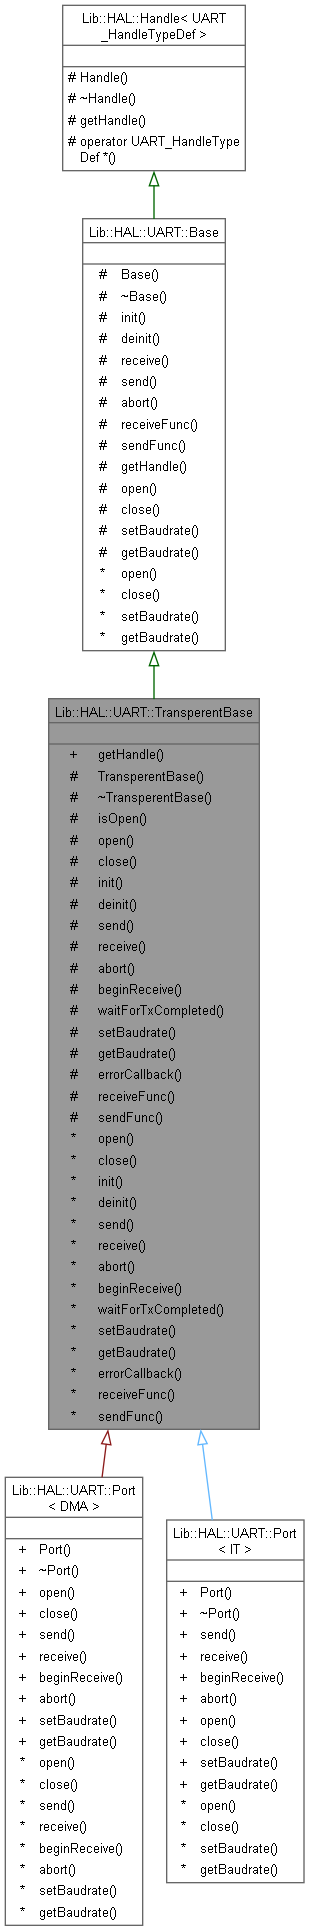 Lib::HAL::Handle< UART
_HandleTypeDef >
# Handle()
# ~Handle()
# getHandle()
# operator UART_HandleType
Def *()
Lib::HAL::UART::Base
# Base()
# ~Base()
# init()
# deinit()
# receive()
# send()
# abort()
# receiveFunc()
# sendFunc()
# getHandle()
# open()
# close()
# setBaudrate()
# getBaudrate()
* open()
* close()
* setBaudrate()
* getBaudrate()
Lib::HAL::UART::TransperentBase
+ getHandle()
# TransperentBase()
# ~TransperentBase()
# isOpen()
# open()
# close()
# init()
# deinit()
# send()
# receive()
# abort()
# beginReceive()
# waitForTxCompleted()
# setBaudrate()
# getBaudrate()
# errorCallback()
# receiveFunc()
# sendFunc()
* open()
* close()
* init()
* deinit()
* send()
* receive()
* abort()
* beginReceive()
* waitForTxCompleted()
* setBaudrate()
* getBaudrate()
* errorCallback()
* receiveFunc()
* sendFunc()
Lib::HAL::UART::Port
< DMA >
+ Port()
+ ~Port()
+ open()
+ close()
+ send()
+ receive()
+ beginReceive()
+ abort()
+ setBaudrate()
+ getBaudrate()
* open()
* close()
* send()
* receive()
* beginReceive()
* abort()
* setBaudrate()
* getBaudrate()
Lib::HAL::UART::Port
< IT >
+ Port()
+ ~Port()
+ send()
+ receive()
+ beginReceive()
+ abort()
+ open()
+ close()
+ setBaudrate()
+ getBaudrate()
* open()
* close()
* setBaudrate()
* getBaudrate()